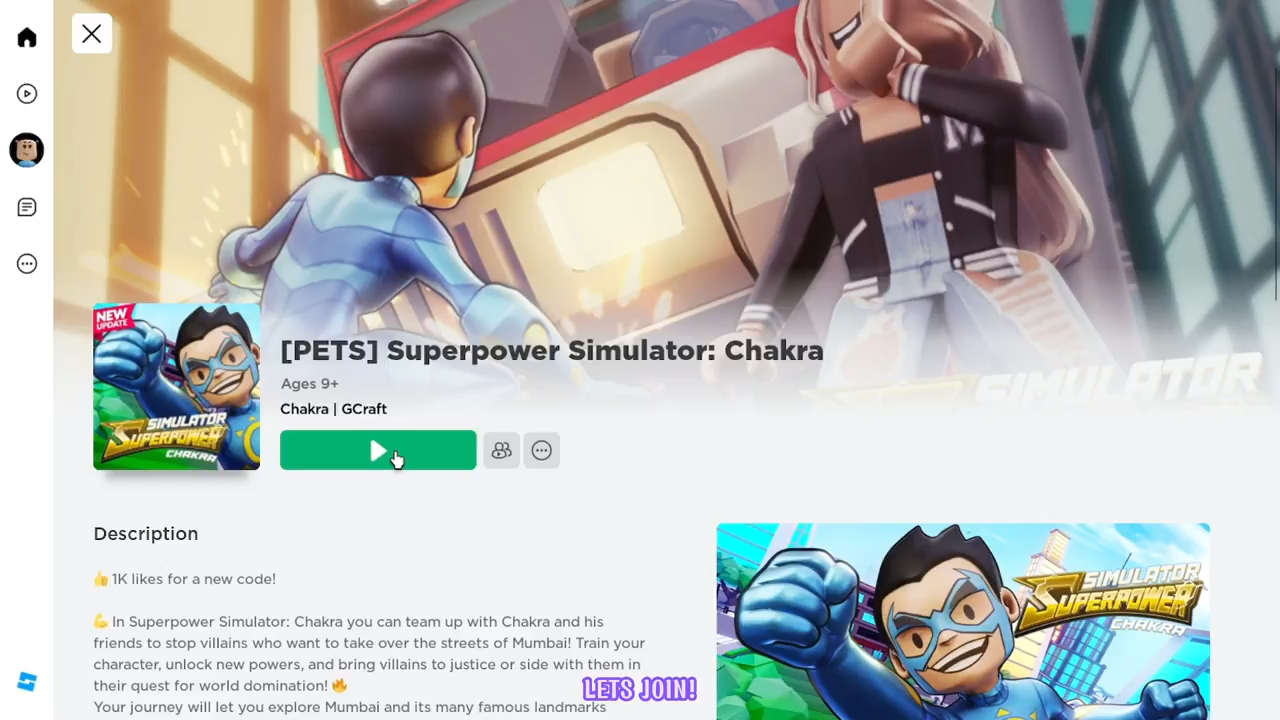 M
SIMULATOR
NEW
UPDATE
SIMULATOR
SUPERPOWER
CHAKRA
[PETS] Superpower Simulator: Chakra
Ages 9+
Chakra | GCraft
Description
👍 1K likes for a new code!
💪 In Superpower Simulator: Chakra you can team up with Chakra and his
friends to stop villains who want to take over the streets of Mumbai! Train your
character, unlock new powers, and bring villains to justice or side with them in
their quest for world domination! 🔥
Your journey will let you explore Mumbai and its many famous landmarks
SIMULATOR
SUPERPOWER
CHAKRA
LETS JOIN!